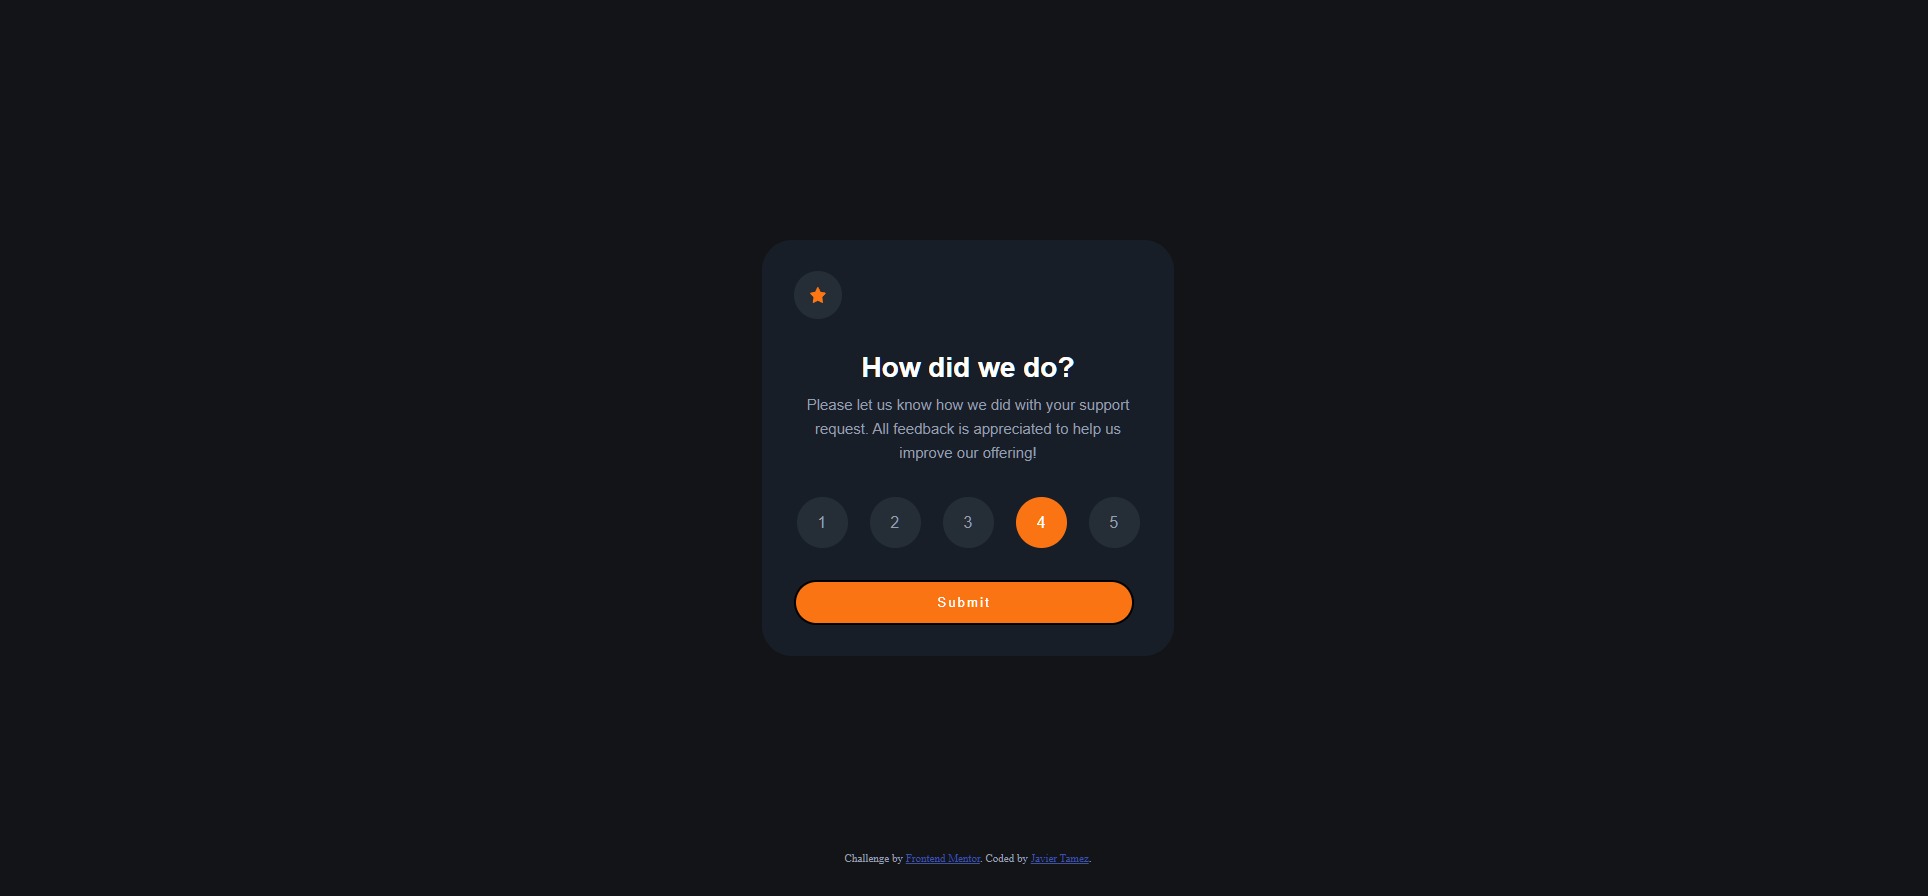 How did we do?
Please let us know how we did with your support
request. All feedback is appreciated to help us
improve our offering!
1 2 3 4 5
Submit
Challenge by Frontend Mentor. Coded by Javier Tamez.